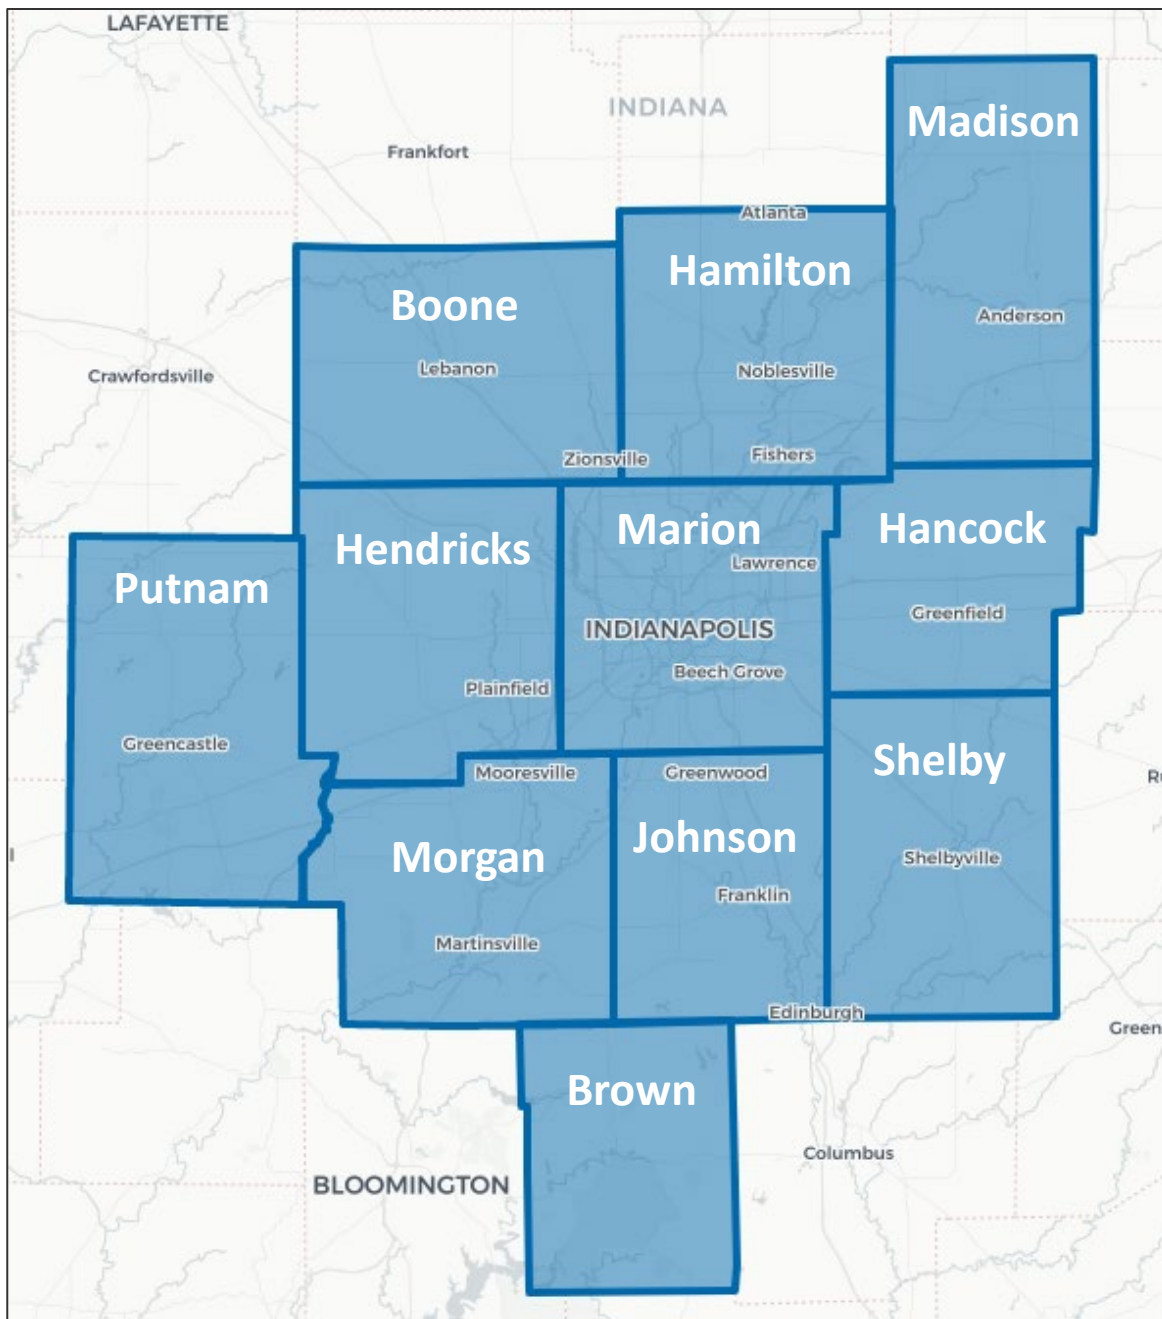 LAFAYETTE
INDIANA
Madison
Frankfort
Atlanta
Hamilton
Boone
Anderson
Lebanon
Noblesville
Crawfordsville
Zionsville
Fishers
Marion
Hancock
Hendricks
Lawrence
Putnam
Greenfield
INDIANAPOLIS
Beech Grove
Plainfield
Greencastle
Shelby
Mooresville
Greenwood
Johnson
Morgan
Shelbyville
Franklin
Martinsville
Edinburgh
Green
Brown
Columbus
BLOOMINGTON